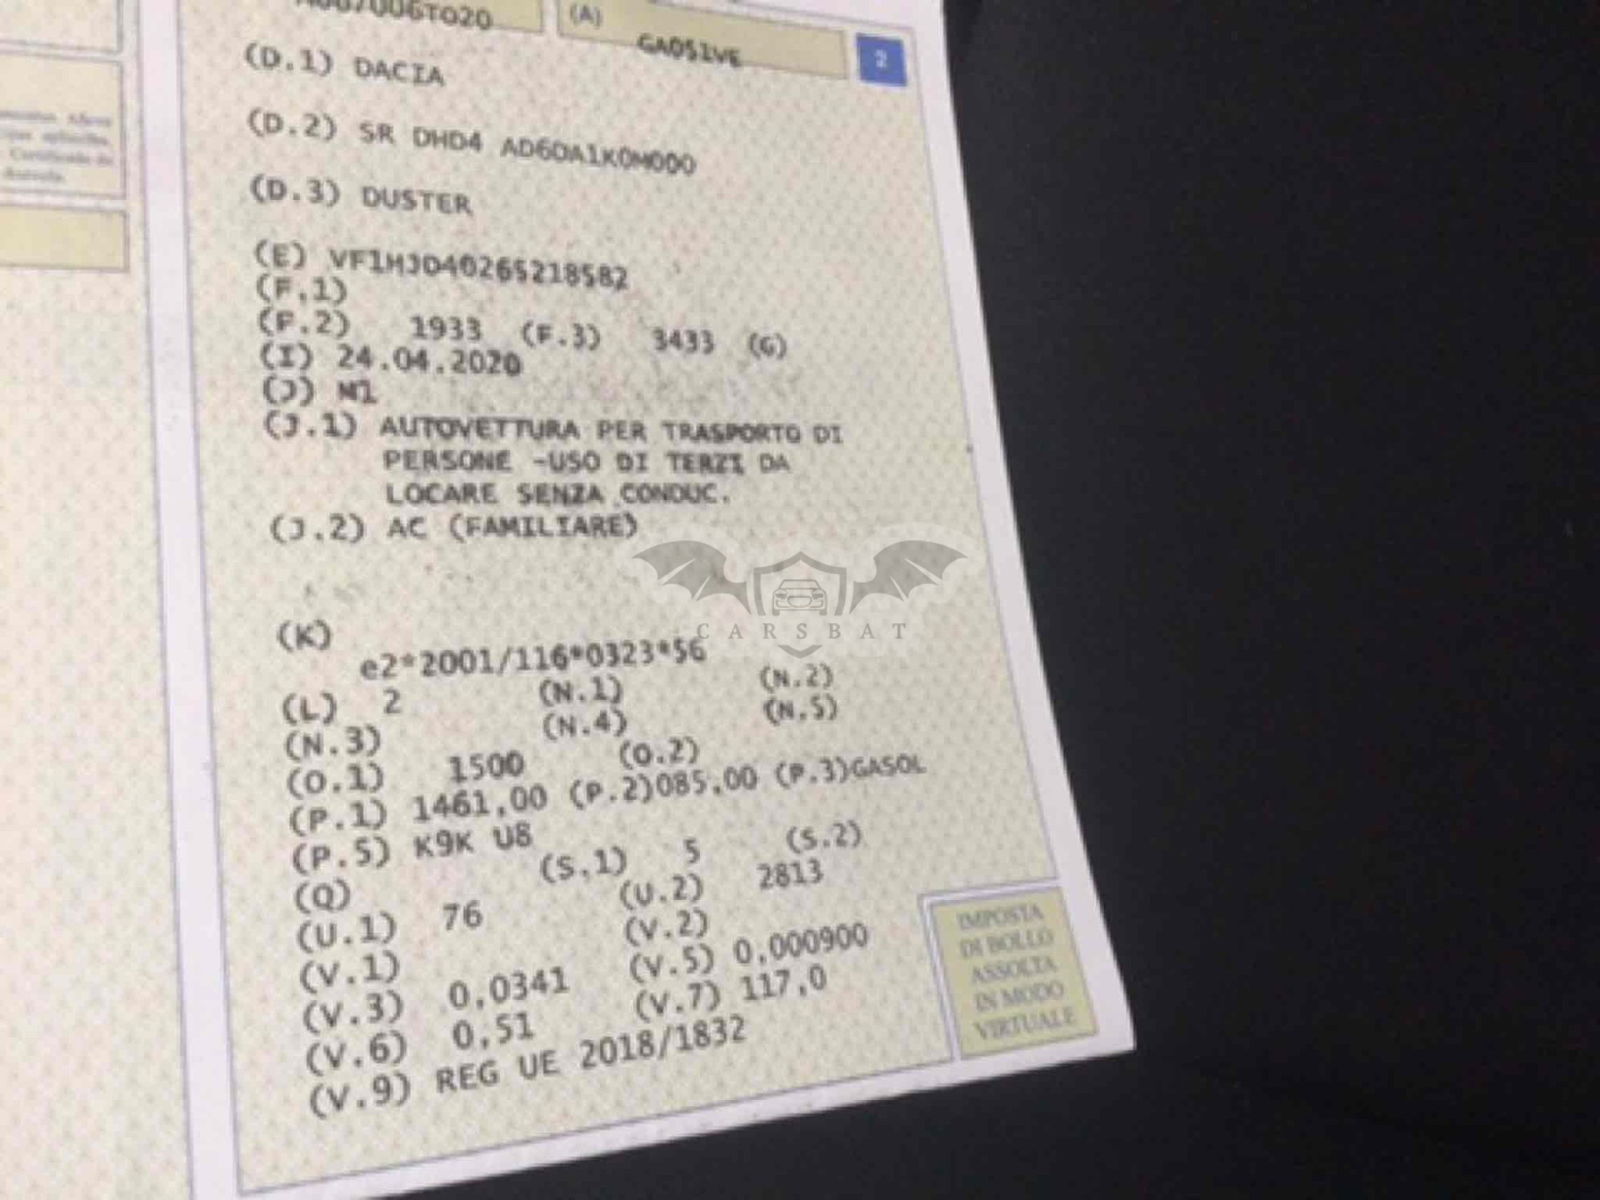 (A)
GA051VE
2
(D.1) DACIA
(D.2) SR DHD4 AD6DA1K0M000
(D.3) DUSTER
(E) VF1HJD40265218582
(F.1)
(F.2) 1933 (F.3) 3433 (G)
(I) 24.04.2020
(J) M1
(J.1) AUTOVETTURA PER TRASPORTO DI
PERSONE -USO DI TERZI DA
LOCARE SENZA CONDUC.
(J.2) AC (FAMILIARE)
CARSBAT
(K)
e2*2001/116*0323*56
(L) 2 (N.1) (N.2)
(N.3) (N.4) (N.5)
(O.1) 1500 (O.2)
(P.1) 1461,00 (P.2)085,00 (P.3)GASOL
(P.5) K9K U8
(Q) (S.1) 5 (S.2)
(U.1) 76 (U.2) 2813
(V.1) (V.2)
(V.3) 0,0341 (V.5) 0,000900
(V.6) 0,51 (V.7) 117,0
(V.9) REG UE 2018/1832
IMPOSTA
DI BOLLO
ASSOLTA
IN MODO
VIRTUALE